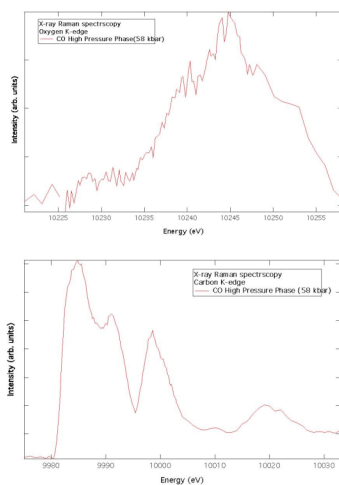 X-ray Raman spectrscopy
Oxygen K-edge
CO High Pressure Phase(58 kbar)
Intensity (arb. units)
10225 10230 10235 10240 10245 10250 10255
Energy (eV)
X-ray Raman spectrscopy
Carbon K-edge
CO High Pressure Phase (58 kbar)
Intensity (arb. units)
9980 9990 10000 10010 10020 10030
Energy (eV)